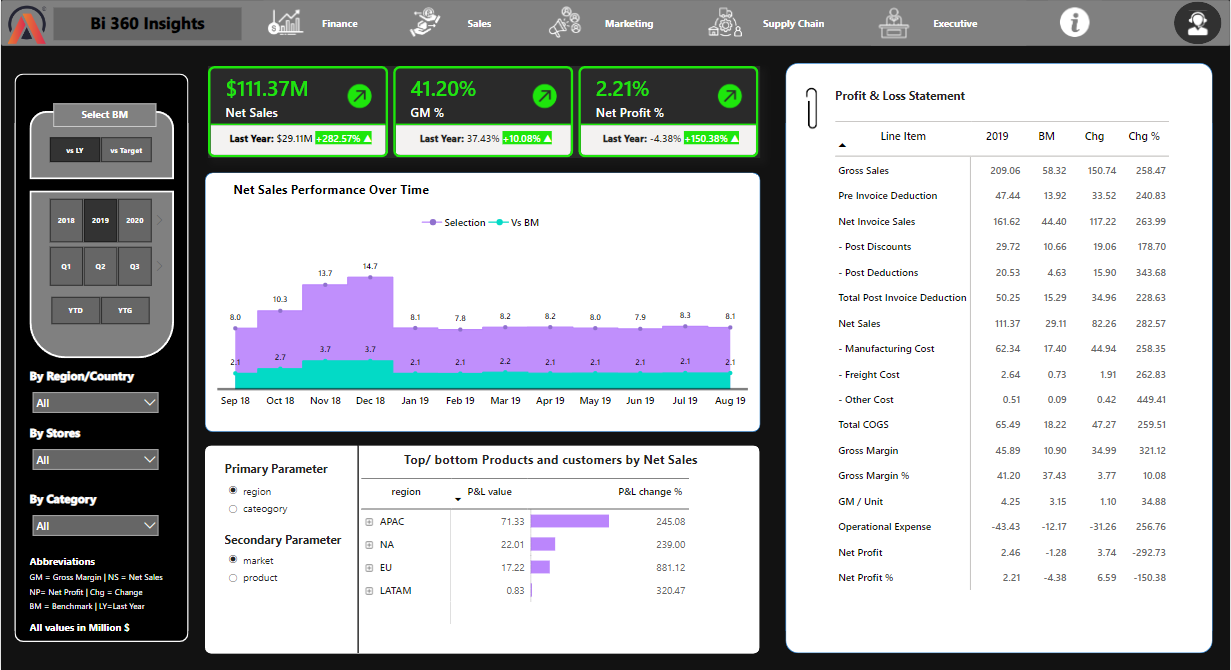 Bi 360 Insights
Finance
Sales
Marketing
Supply Chain
Executive
Select BM
vs LY
vs Target
2018
2019
2020
Q1
Q2
Q3
YTD
YTG
By Region/Country
All
By Stores
All
By Category
All
Abbreviations
GM = Gross Margin | NS = Net Sales
NP= Net Profit | Chg = Change
BM = Benchmark | LY=Last Year
All values in Million $
$111.37M
Net Sales
Last Year: $29.11M +282.57% ▲
41.20%
GM %
Last Year: 37.43% +10.08% ▲
2.21%
Net Profit %
Last Year: -4.38% +150.38% ▲
Net Sales Performance Over Time
Selection Vs BM
8.0 10.3 13.7 14.7 8.1 7.8 8.2 8.2 8.0 7.9 8.3 8.1
2.1 2.7 3.7 3.7 2.1 2.1 2.2 2.1 2.1 2.1 2.1 2.1
Sep 18 Oct 18 Nov 18 Dec 18 Jan 19 Feb 19 Mar 19 Apr 19 May 19 Jun 19 Jul 19 Aug 19
Primary Parameter
region
cateogory
Secondary Parameter
market
product
Top/ bottom Products and customers by Net Sales
region P&L value P&L change %
APAC 71.33 245.08
NA 22.01 239.00
EU 17.22 881.12
LATAM 0.83 320.47
Profit & Loss Statement
Line Item 2019 BM Chg Chg %
Gross Sales 209.06 58.32 150.74 258.47
Pre Invoice Deduction 47.44 13.92 33.52 240.83
Net Invoice Sales 161.62 44.40 117.22 263.99
- Post Discounts 29.72 10.66 19.06 178.70
- Post Deductions 20.53 4.63 15.90 343.68
Total Post Invoice Deduction 50.25 15.29 34.96 228.63
Net Sales 111.37 29.11 82.26 282.57
- Manufacturing Cost 62.34 17.40 44.94 258.35
- Freight Cost 2.64 0.73 1.91 262.83
- Other Cost 0.51 0.09 0.42 449.41
Total COGS 65.49 18.22 47.27 259.51
Gross Margin 45.89 10.90 34.99 321.12
Gross Margin % 41.20 37.43 3.77 10.08
GM / Unit 4.25 3.15 1.10 34.88
Operational Expense -43.43 -12.17 -31.26 256.76
Net Profit 2.46 -1.28 3.74 -292.73
Net Profit % 2.21 -4.38 6.59 -150.38